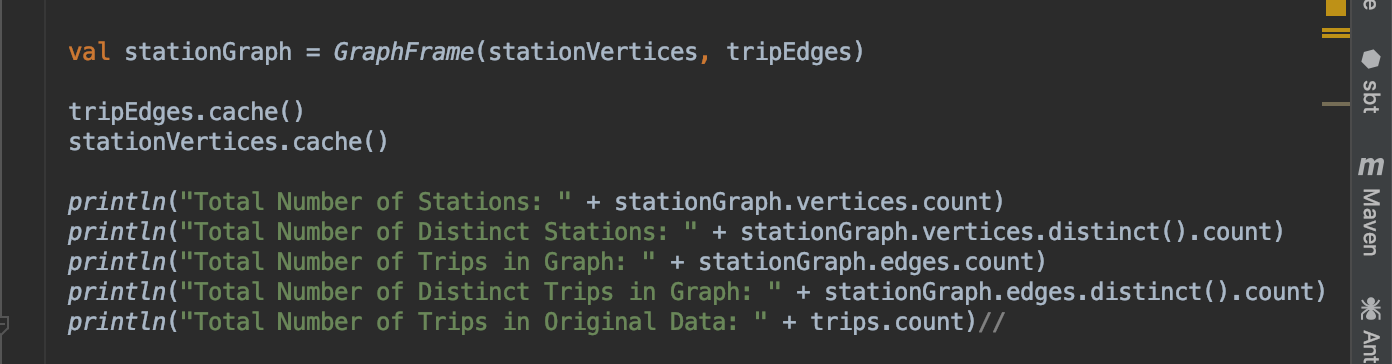 val stationGraph = GraphFrame(stationVertices, tripEdges)
tripEdges.cache()
stationVertices.cache()
println("Total Number of Stations: " + stationGraph.vertices.count)
println("Total Number of Distinct Stations: " + stationGraph.vertices.distinct().count)
println("Total Number of Trips in Graph: " + stationGraph.edges.count)
println("Total Number of Distinct Trips in Graph: " + stationGraph.edges.distinct().count)
println("Total Number of Trips in Original Data: " + trips.count)//
sbt
m
Maven
Ant